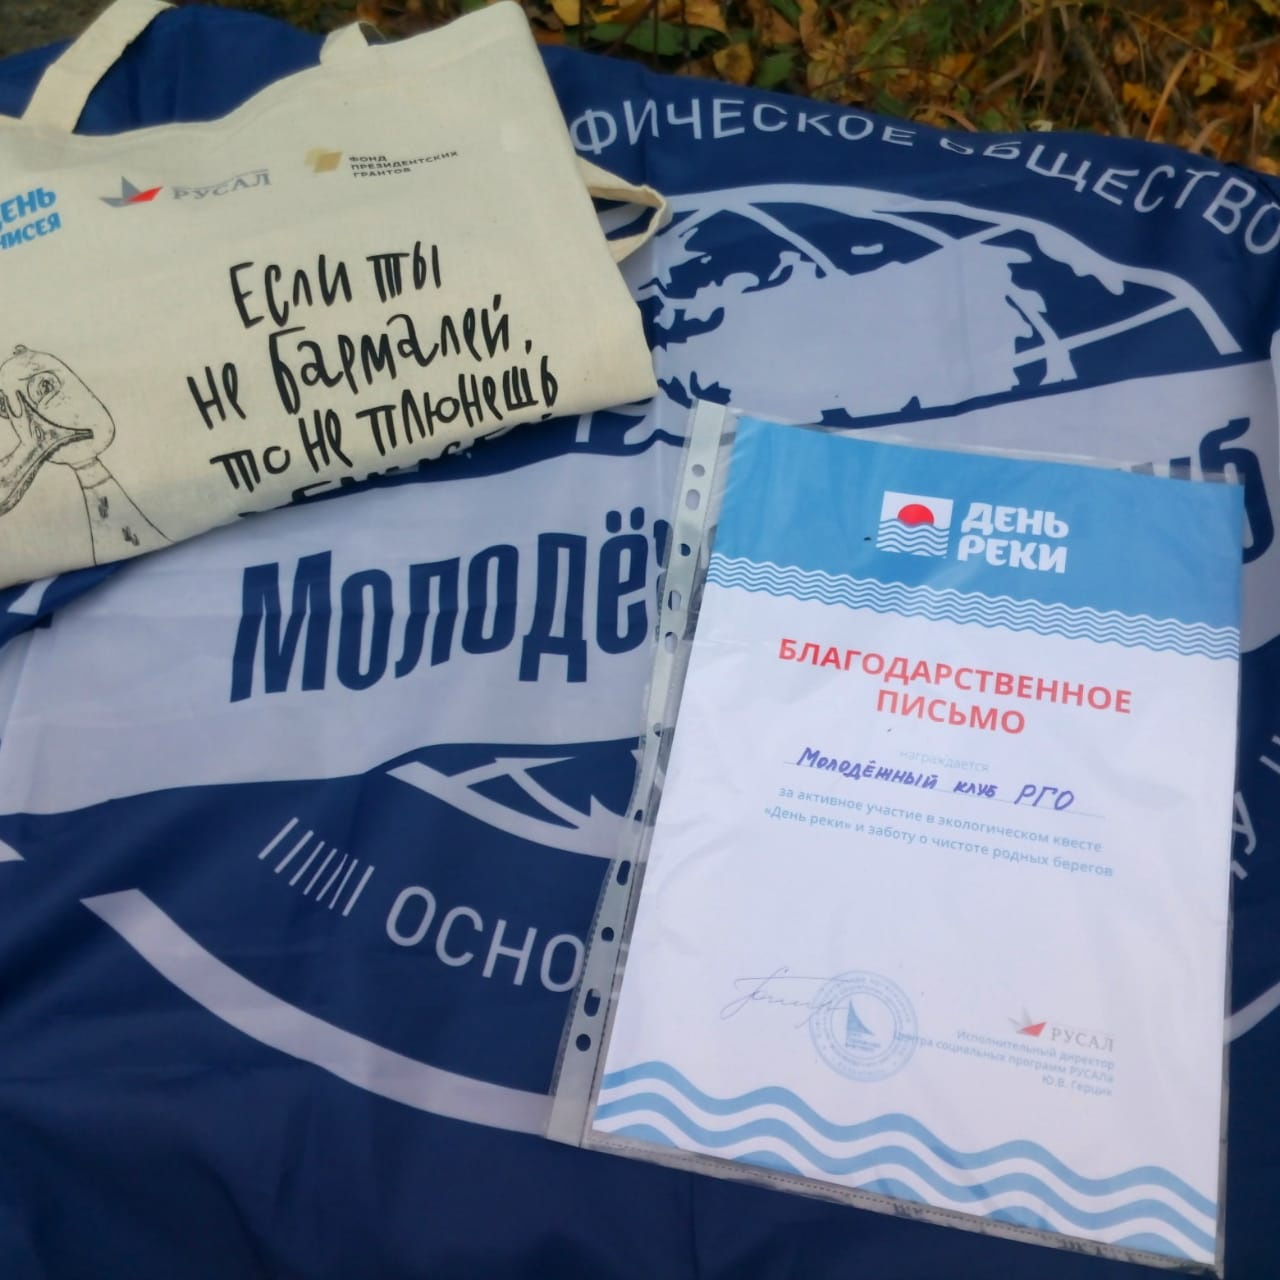 ДЕНЬ
РУСАЛ
ФОНД
ПРЕЗИДЕНТСКИХ
ГРАНТОВ
Если ты
не бармалей,
то не плюнешь
ФИЧЕСКОЕ ОБЩЕСТВО
Молодё
ОСНО
ДЕНЬ
РЕКИ
БЛАГОДАРСТВЕННОЕ
ПИСЬМО
награждается
Молодёжный клуб РГО
за активное участие в экологическом квесте
«День реки» и заботу о чистоте родных берегов
РУСАЛ
Исполнительный директор
Центра социальных программ РУСАЛа
Ю.В. Герцик